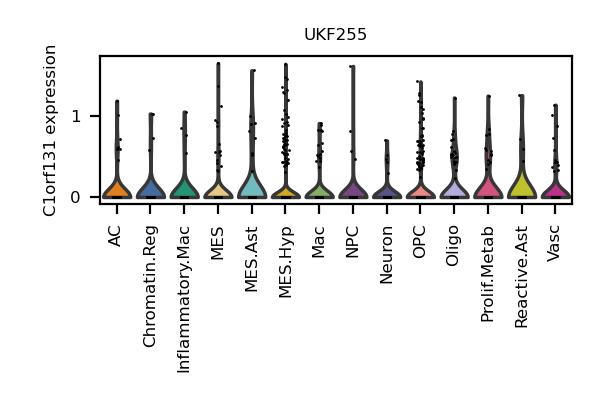 UKF255
C1orf131 expression
1
0
AC
Chromatin.Reg
Inflammatory.Mac
MES
MES.Ast
MES.Hyp
Mac
NPC
Neuron
OPC
Oligo
Prolif.Metab
Reactive.Ast
Vasc